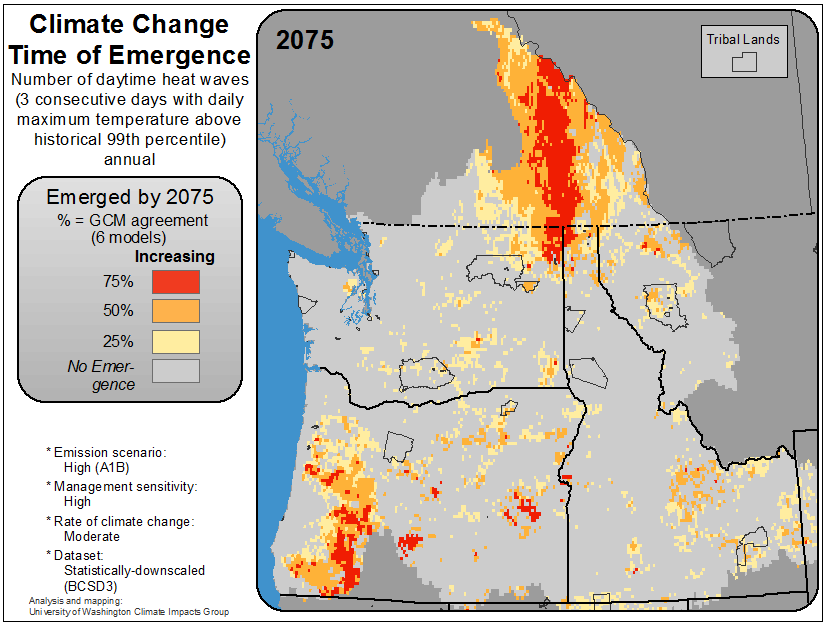 Climate Change
Time of Emergence
Number of daytime heat waves
(3 consecutive days with daily
maximum temperature above
historical 99th percentile)
annual
Emerged by 2075
% = GCM agreement
(6 models)
Increasing
75%
50%
25%
No Emer-
gence
* Emission scenario:
High (A1B)
* Management sensitivity:
High
* Rate of climate change:
Moderate
* Dataset:
Statistically-downscaled
(BCSD3)
Analysis and mapping:
University of Washington Climate Impacts Group
2075
Tribal Lands